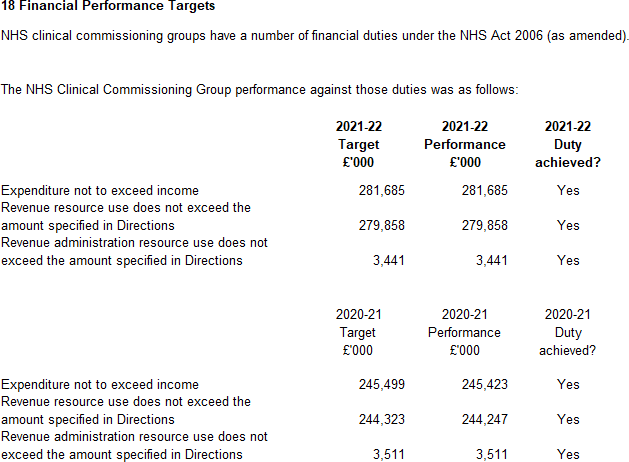 18 Financial Performance Targets
NHS clinical commissioning groups have a number of financial duties under the NHS Act 2006 (as amended).
The NHS Clinical Commissioning Group performance against those duties was as follows:
2021-22 2021-22 2021-22
Target Performance Duty
£'000 £'000 achieved?
Expenditure not to exceed income 281,685 281,685 Yes
Revenue resource use does not exceed the
amount specified in Directions 279,858 279,858 Yes
Revenue administration resource use does not
exceed the amount specified in Directions 3,441 3,441 Yes
2020-21 2020-21 2020-21
Target Performance Duty
£'000 £'000 achieved?
Expenditure not to exceed income 245,499 245,423 Yes
Revenue resource use does not exceed the
amount specified in Directions 244,323 244,247 Yes
Revenue administration resource use does not
exceed the amount specified in Directions 3,511 3,511 Yes